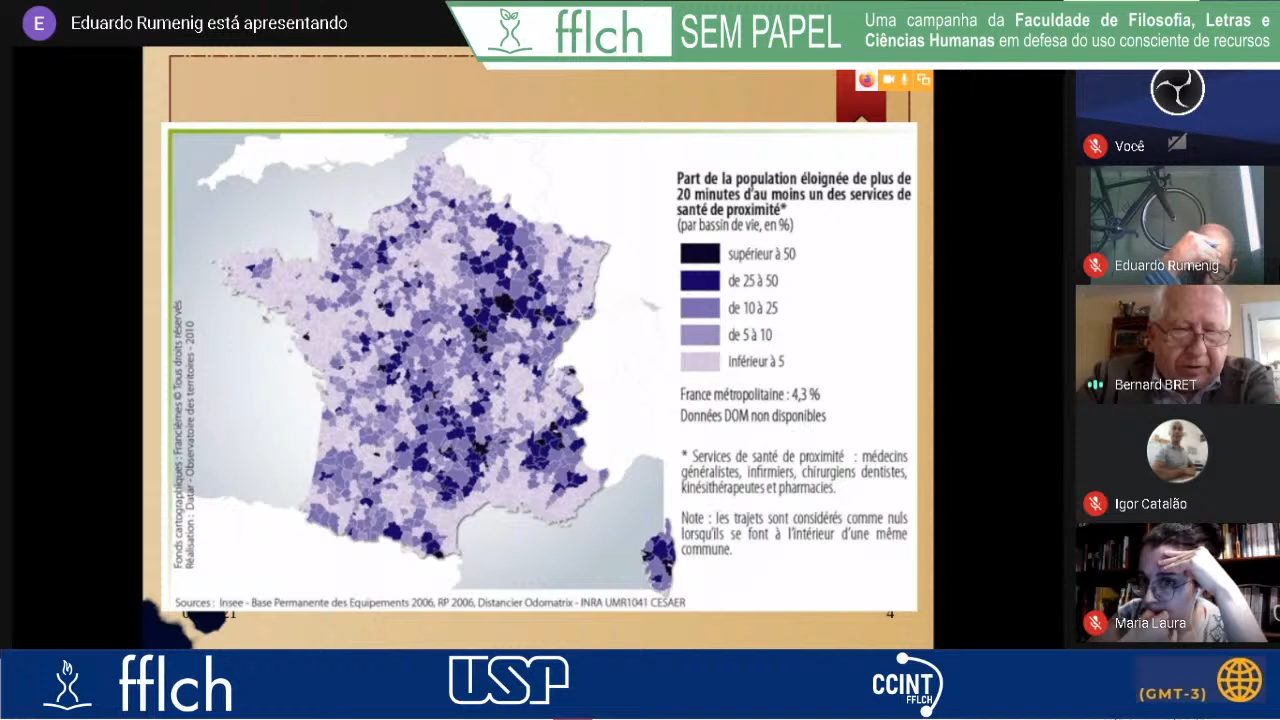 E
Eduardo Rumenig está apresentando
fflch
SEM PAPEL
Uma campanha da Faculdade de Filosofia, Letras e
Ciências Humanas em defesa do uso consciente de recursos
Part de la population éloignée de plus de
20 minutes d'au moins un des services de
santé de proximité*
(par bassin de vie, en %)
supérieur à 50
de 25 à 50
de 10 à 25
de 5 à 10
Inférieur à 5
France métropolitaine : 4,3 %
Données DOM non disponibles
* Services de santé de proximité : médecins
généralistes, infirmiers, chirurgiens dentistes,
kinésithérapeutes et pharmacies.
Note : les trajets sont considérés comme nuls
lorsqu'ils se font à l'intérieur d'une même
commune.
Fonds cartographiques : Francièmes © Tous droits réservés
Réalisation : Datar - Observatoire des territoires - 2010
Sources : Insee - Base Permanente des Equipements 2006, RP 2006, Distancier Odomatrix - INRA UMR1041 CESAER
4
Você
Eduardo Rumenig
Bernard BRET
Igor Catalão
Maria Laura
fflch
USP
CCINT
FFLCH
(GMT-3)